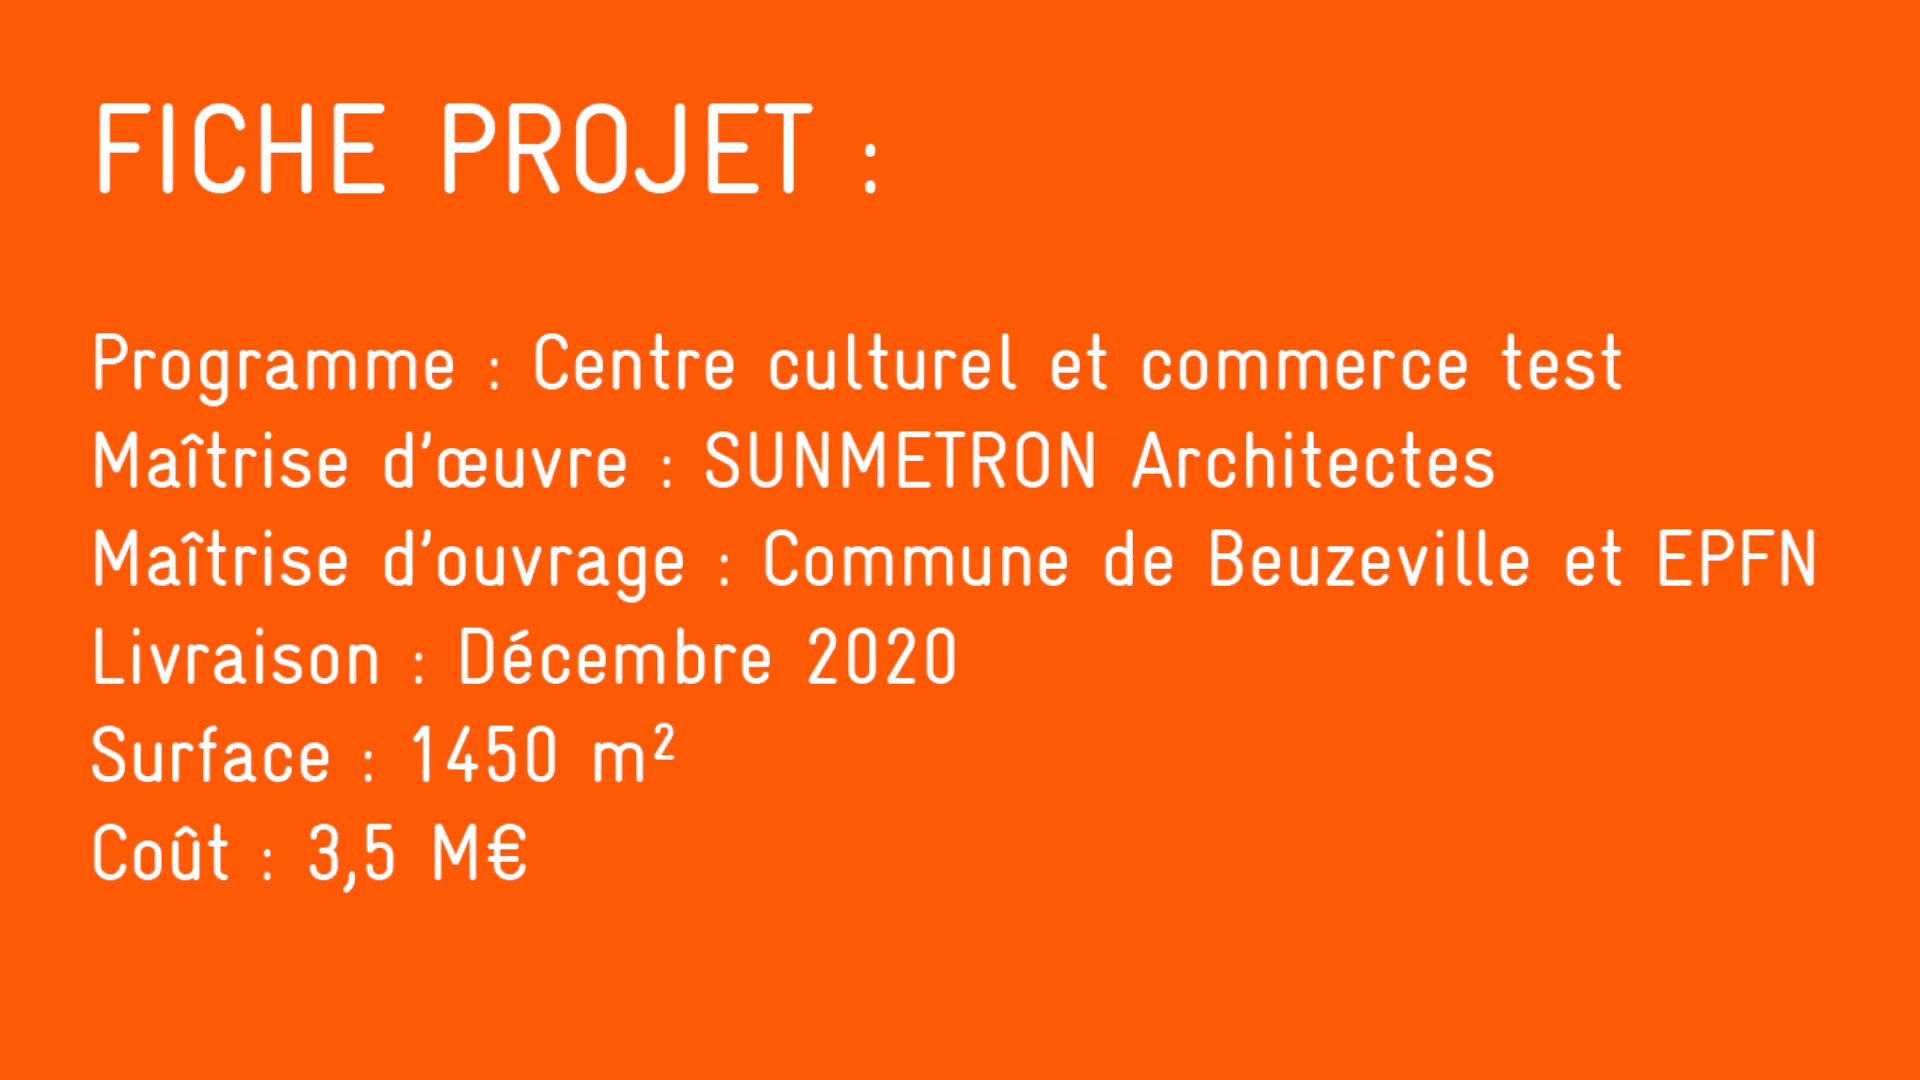 FICHE PROJET :
Programme : Centre culturel et commerce test
Maîtrise d’œuvre : SUNMETRON Architectes
Maîtrise d’ouvrage : Commune de Beuzeville et EPFN
Livraison : Décembre 2020
Surface : 1450 m²
Coût : 3,5 M€